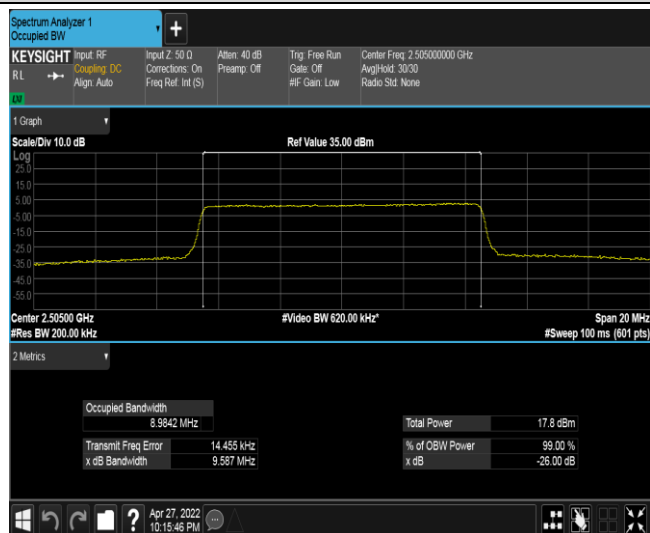 Spectrum Analyzer 1
Occupied BW
KEYSIGHT Input: RF Input Z: 50 Ω Atten: 40 dB Trig: Free Run Center Freq: 2.505000000 GHz
RL Coupling: DC Corrections: On Preamp: Off Gate: Off Avg|Hold: 30/30
Align: Auto Freq Ref: Int (S) #IF Gain: Low Radio Std: None
1 Graph
Scale/Div 10.0 dB Ref Value 35.00 dBm
Log
25.0
15.0
5.00
-5.00
-15.0
-25.0
-35.0
-45.0
-55.0
Center 2.50500 GHz #Video BW 620.00 kHz* Span 20 MHz
#Res BW 200.00 kHz #Sweep 100 ms (601 pts)
2 Metrics
Occupied Bandwidth
8.9842 MHz Total Power 17.8 dBm
Transmit Freq Error 14.455 kHz % of OBW Power 99.00 %
x dB Bandwidth 9.587 MHz x dB -26.00 dB
? Apr 27, 2022
10:15:46 PM